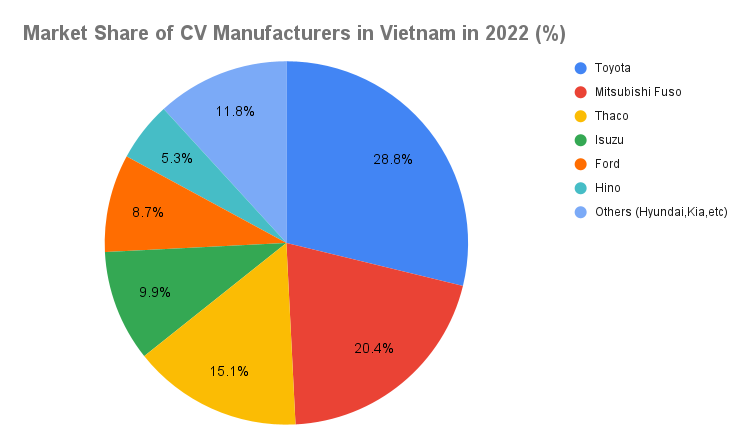 Market Share of CV Manufacturers in Vietnam in 2022 (%)
Toyota
Mitsubishi Fuso
Thaco
Isuzu
Ford
Hino
Others (Hyundai,Kia,etc)
28.8%
20.4%
15.1%
9.9%
8.7%
5.3%
11.8%